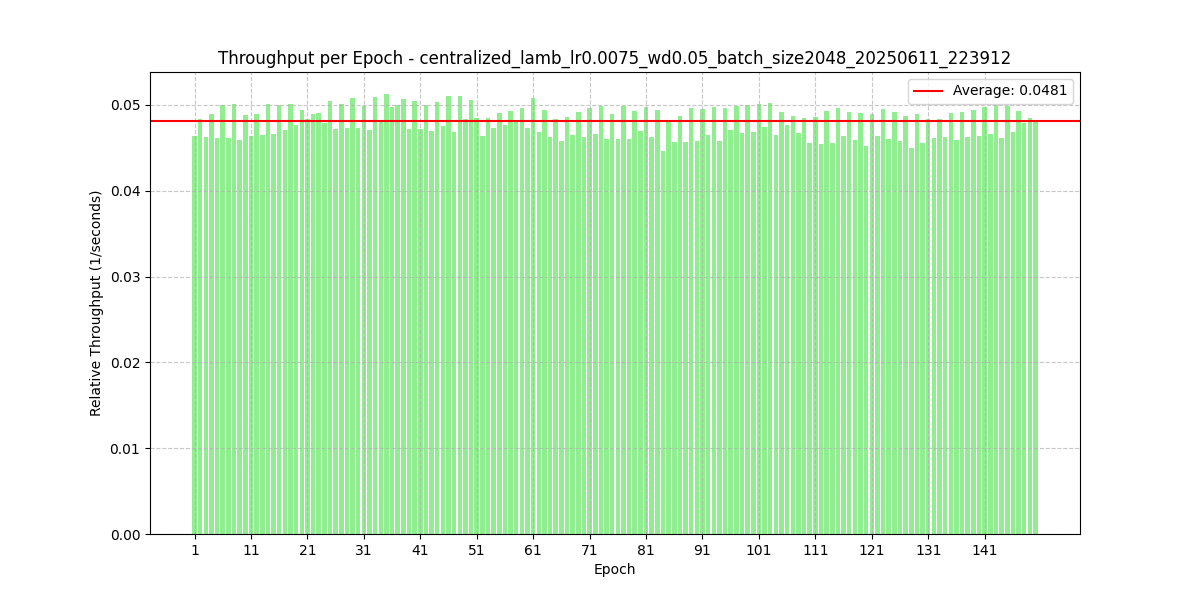 Throughput per Epoch - centralized_lamb_lr0.0075_wd0.05_batch_size2048_20250611_223912
Average: 0.0481
Relative Throughput (1/seconds)
0.05
0.04
0.03
0.02
0.01
0.00
1 11 21 31 41 51 61 71 81 91 101 111 121 131 141
Epoch